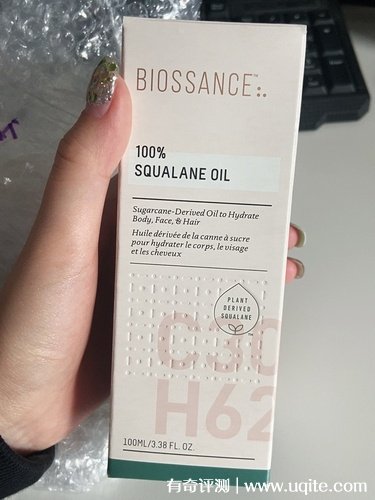 BIOSSANCE™
100%
SQUALANE OIL
Sugarcane-Derived Oil to Hydrate
Body, Face, & Hair
Huile dérivée de la canne à sucre
pour hydrater le corps, le visage
et les cheveux
PLANT
DERIVED
SQUALANE
C30
H62
100ML/3.38 FL. OZ.
有奇评测 | www.uqite.com